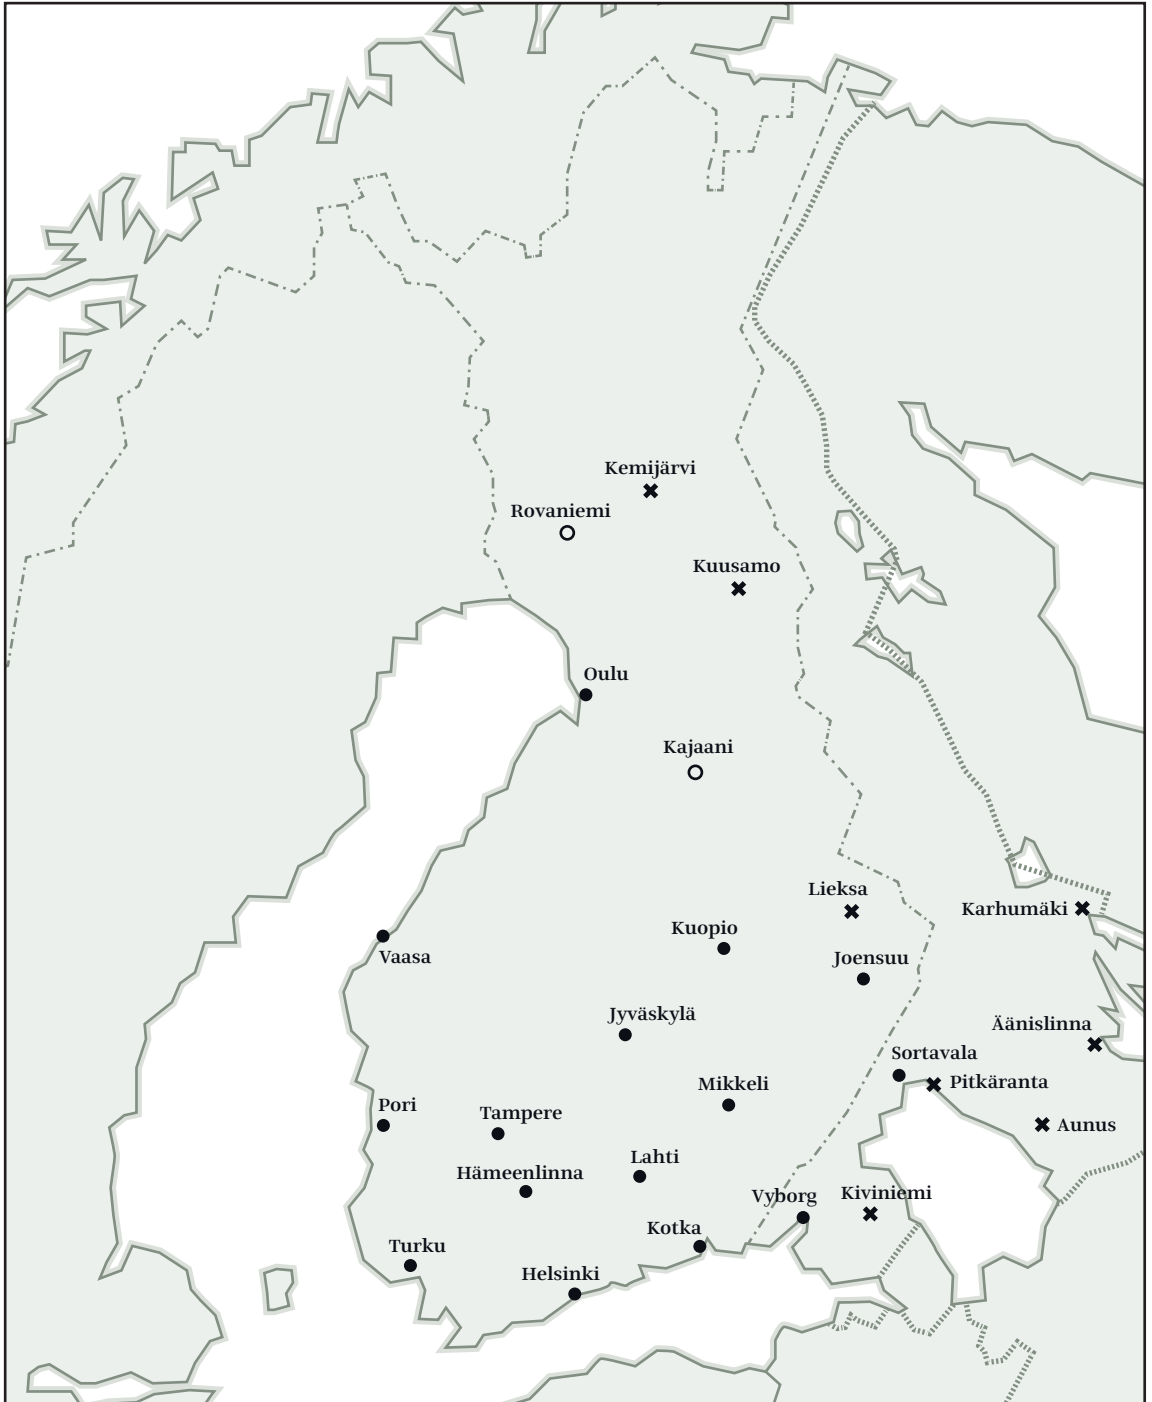 Kemijärvi
Rovaniemi
Kuusamo
Oulu
Kajaani
Lieksa
Karhumäki
Kuopio
Vaasa
Joensuu
Jyväskylä
Äänislinna
Sortavala
Pitkäranta
Mikkeli
Pori
Tampere
Aunus
Lahti
Hämeenlinna
Vyborg
Kiviniemi
Kotka
Turku
Helsinki